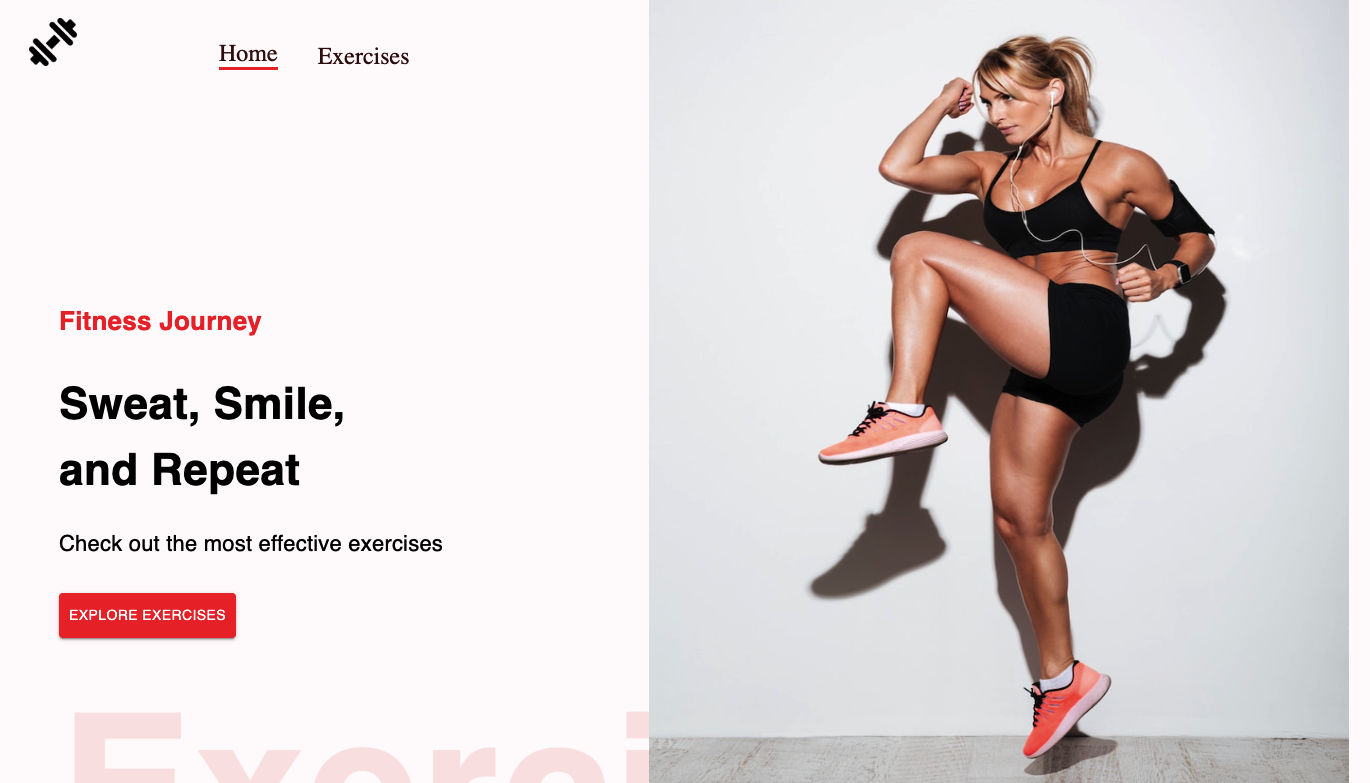 Home
Exercises
Fitness Journey
Sweat, Smile,
and Repeat
Check out the most effective exercises
EXPLORE EXERCISES
Exerci